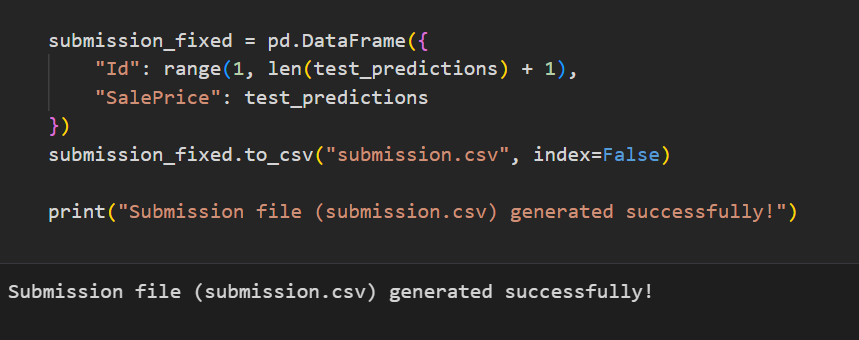 submission_fixed = pd.DataFrame({
    "Id": range(1, len(test_predictions) + 1),
    "SalePrice": test_predictions
})
submission_fixed.to_csv("submission.csv", index=False)
print("Submission file (submission.csv) generated successfully!")
Submission file (submission.csv) generated successfully!